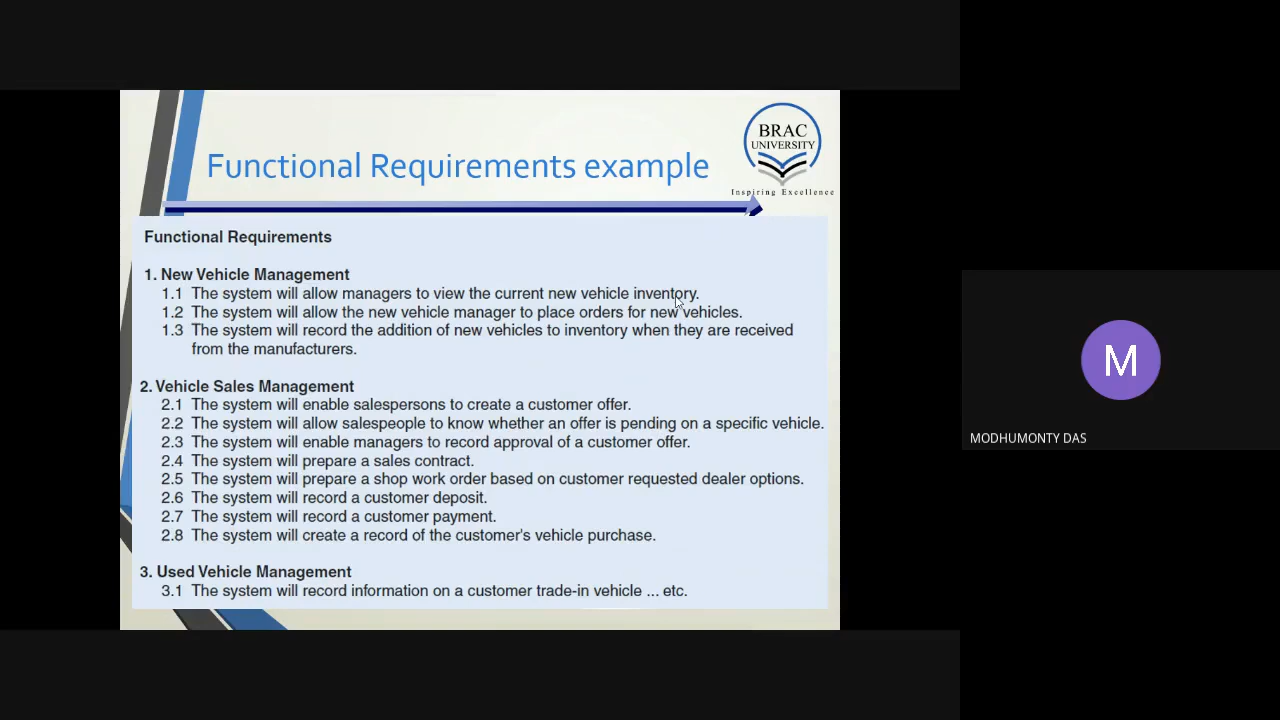 Functional Requirements example
BRAC
UNIVERSITY
Inspiring Excellence
Functional Requirements
1. New Vehicle Management
1.1 The system will allow managers to view the current new vehicle inventory.
1.2 The system will allow the new vehicle manager to place orders for new vehicles.
1.3 The system will record the addition of new vehicles to inventory when they are received
from the manufacturers.
2. Vehicle Sales Management
2.1 The system will enable salespersons to create a customer offer.
2.2 The system will allow salespeople to know whether an offer is pending on a specific vehicle.
2.3 The system will enable managers to record approval of a customer offer.
2.4 The system will prepare a sales contract.
2.5 The system will prepare a shop work order based on customer requested dealer options.
2.6 The system will record a customer deposit.
2.7 The system will record a customer payment.
2.8 The system will create a record of the customer's vehicle purchase.
3. Used Vehicle Management
3.1 The system will record information on a customer trade-in vehicle ... etc.
M
MODHUMONTY DAS